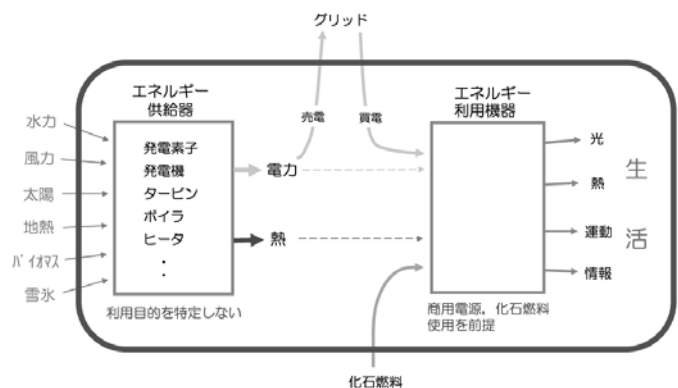 グリッド
エネルギー
供給器
エネルギー
利用機器
売電
買電
水力
風力
太陽
地熱
バイオマス
雪氷
発電素子
発電機
タービン
ボイラ
ヒータ
・
・
電力
熱
光
熱
運動
情報
生
活
利用目的を特定しない
商用電源，化石燃料
使用を前提
化石燃料